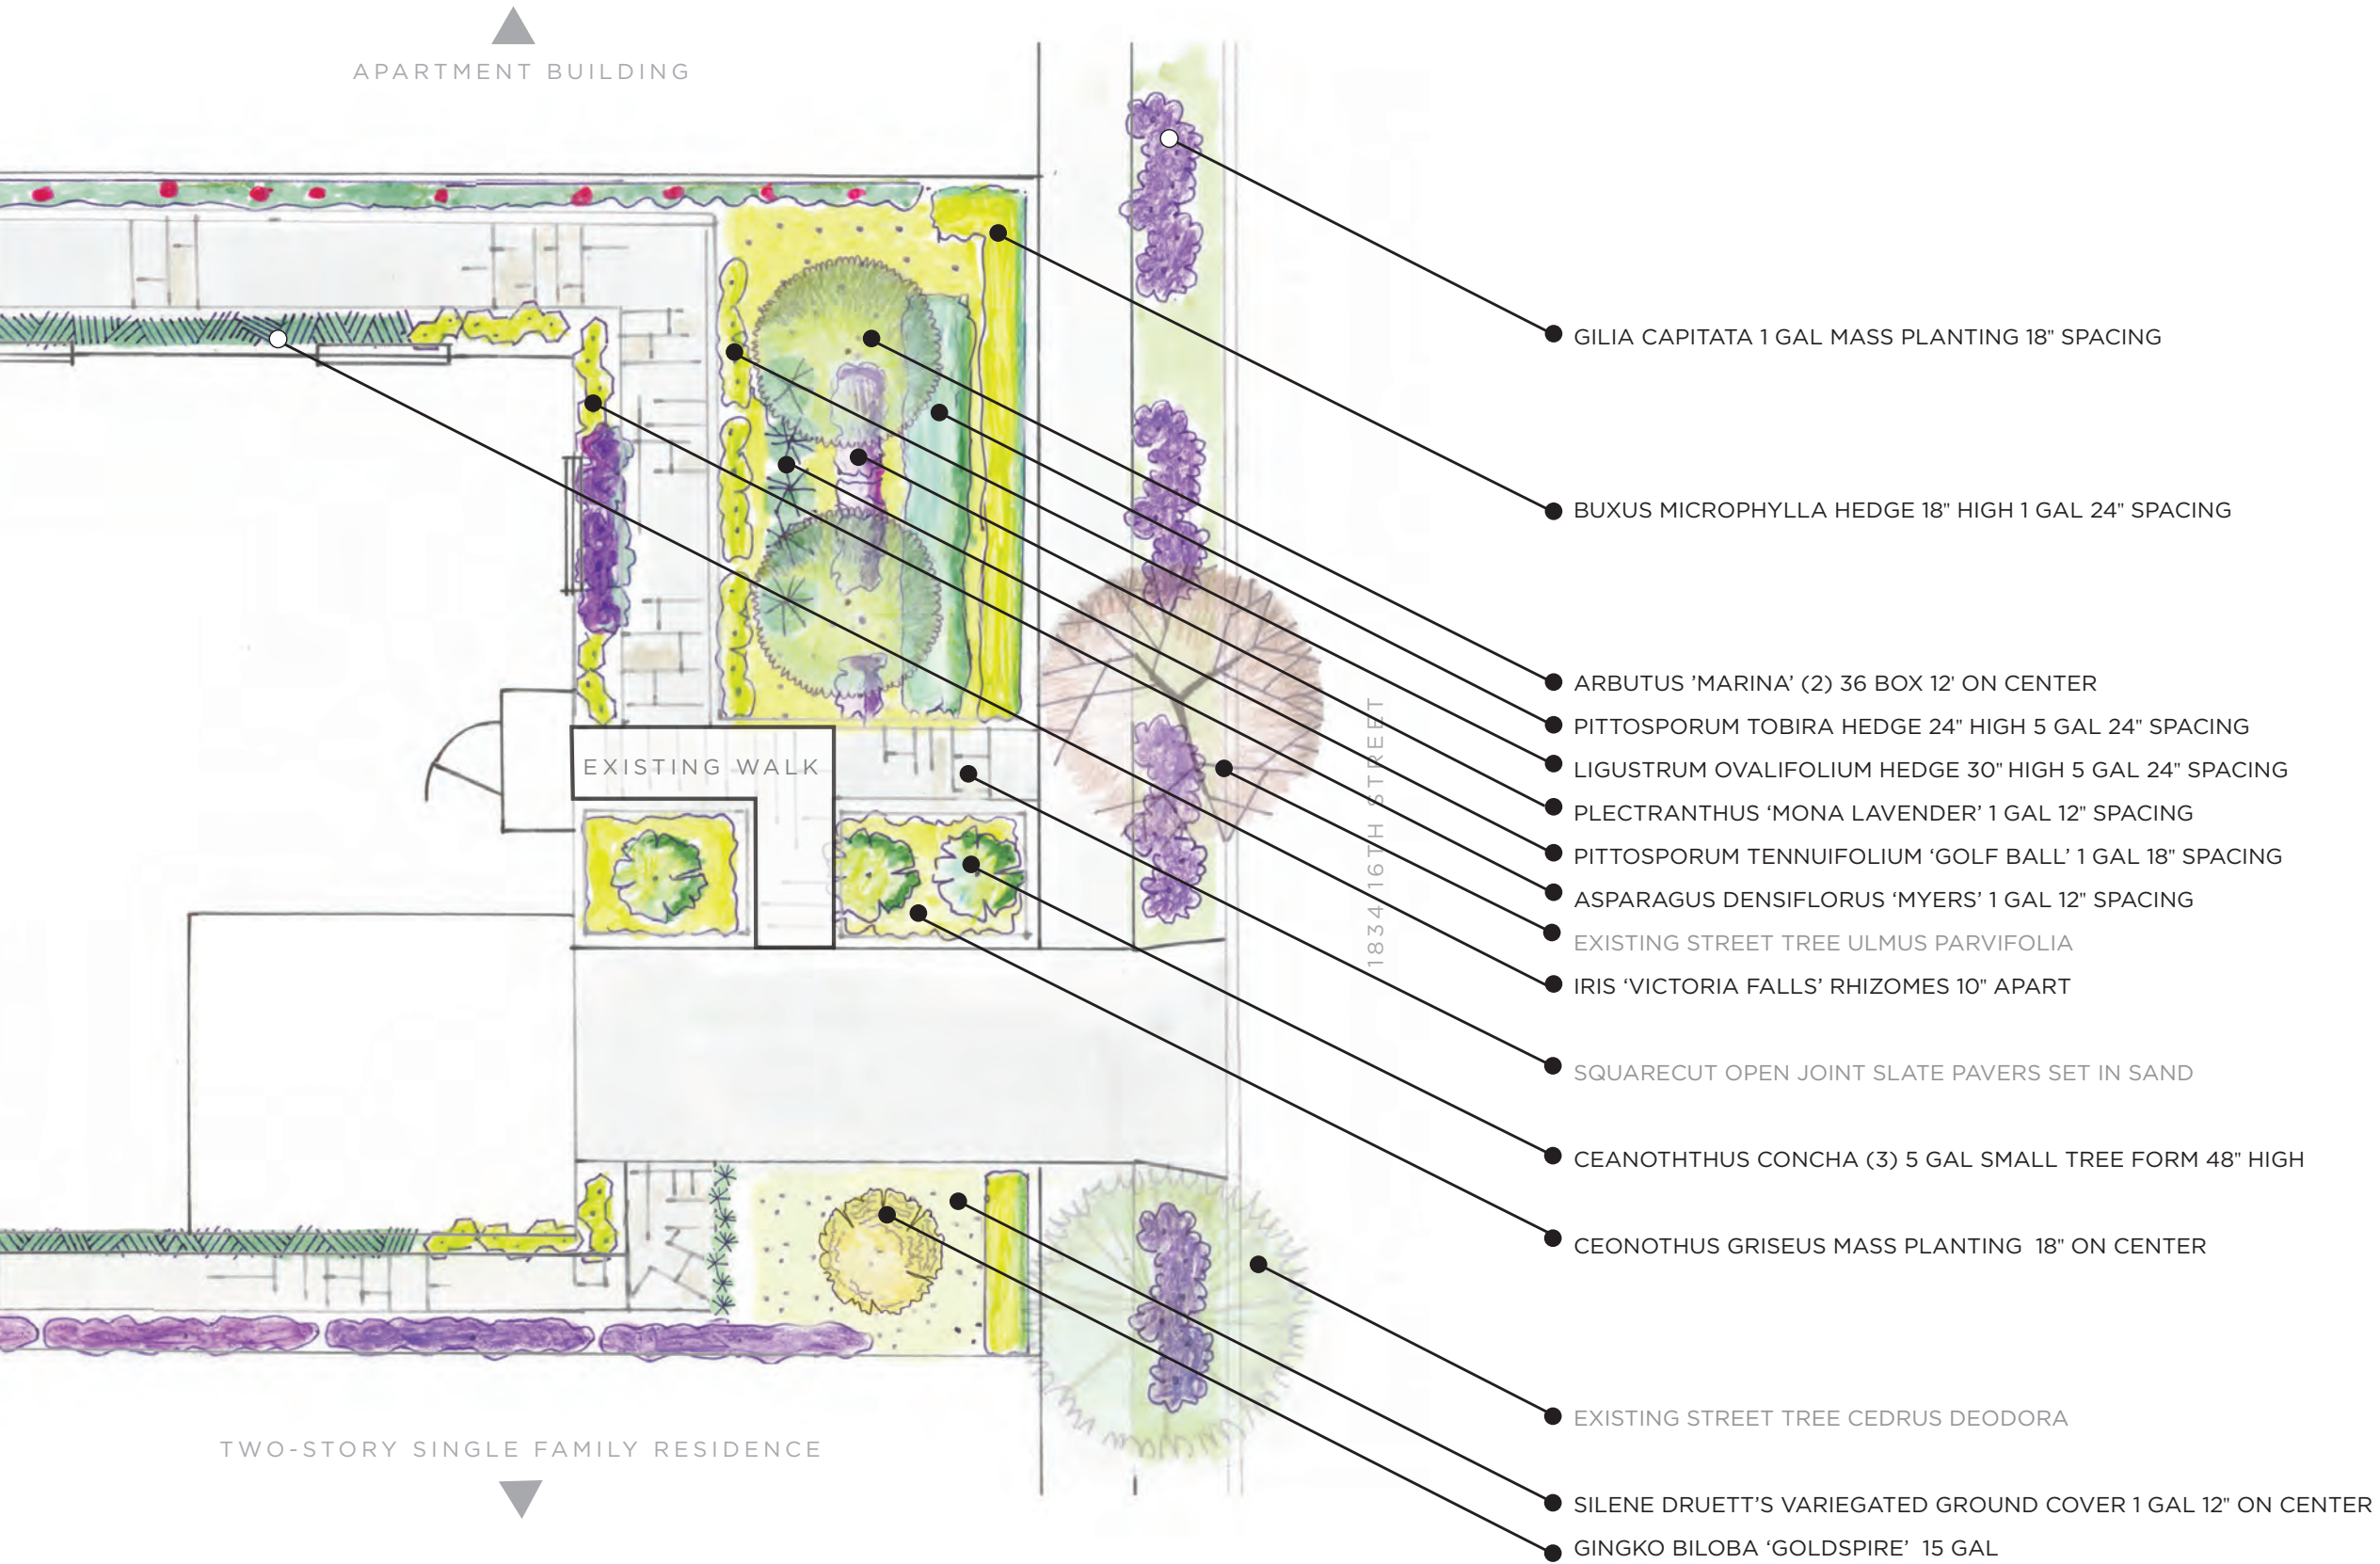 APARTMENT BUILDING
GILIA CAPITATA 1 GAL MASS PLANTING 18" SPACING
BUXUS MICROPHYLLA HEDGE 18" HIGH 1 GAL 24" SPACING
ARBUTUS ’MARINA’ (2) 36 BOX 12' ON CENTER
PITTOSPORUM TOBIRA HEDGE 24" HIGH 5 GAL 24" SPACING
LIGUSTRUM OVALIFOLIUM HEDGE 30" HIGH 5 GAL 24" SPACING
PLECTRANTHUS ‘MONA LAVENDER’ 1 GAL 12" SPACING
PITTOSPORUM TENNUIFOLIUM ‘GOLF BALL’ 1 GAL 18" SPACING
ASPARAGUS DENSIFLORUS ‘MYERS’ 1 GAL 12" SPACING
EXISTING STREET TREE ULMUS PARVIFOLIA
IRIS ‘VICTORIA FALLS’ RHIZOMES 10" APART
SQUARECUT OPEN JOINT SLATE PAVERS SET IN SAND
CEANOTHTHUS CONCHA (3) 5 GAL SMALL TREE FORM 48" HIGH
CEONOTHUS GRISEUS MASS PLANTING 18" ON CENTER
EXISTING STREET TREE CEDRUS DEODORA
SILENE DRUETT’S VARIEGATED GROUND COVER 1 GAL 12" ON CENTER
GINGKO BILOBA ‘GOLDSPIRE’ 15 GAL
EXISTING WALK
1834 16TH STREET
TWO-STORY SINGLE FAMILY RESIDENCE